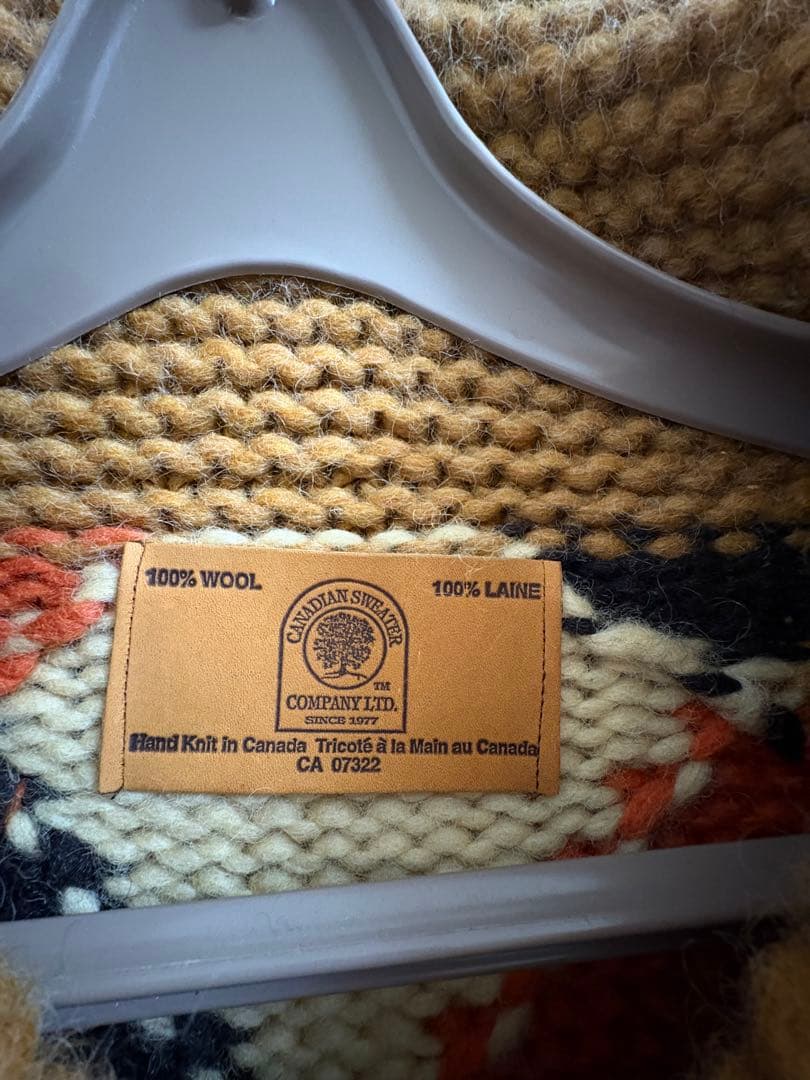 100% WOOL
100% LAINE
CANADIAN SWEATER
TM
COMPANY LTD.
SINCE 1977
Hand Knit in Canada Tricoté à la Main au Canada
CA 07322